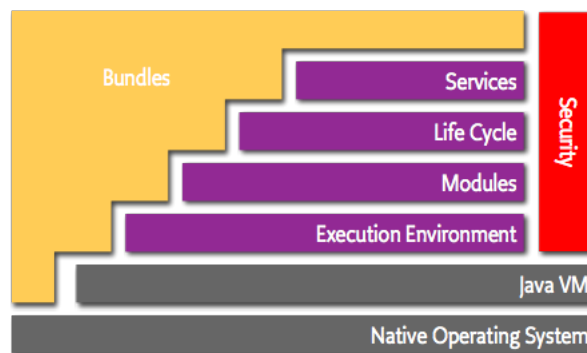 Bundles
Services
Life Cycle
Modules
Execution Environment
Security
Java VM
Native Operating System